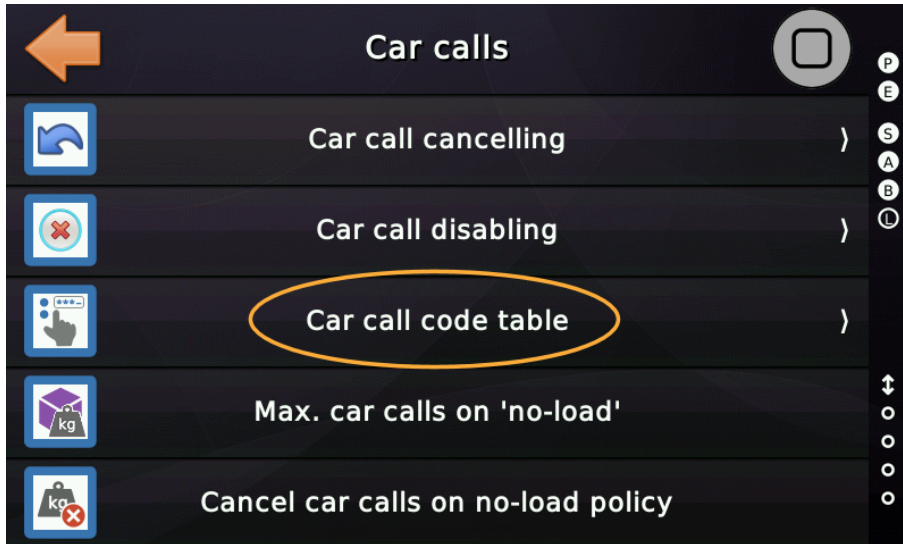 Car calls
P
E
Car call cancelling
S
A
B
Car call disabling
L
***-
Car call code table
kg
Max. car calls on 'no-load'
kg
Cancel car calls on no-load policy